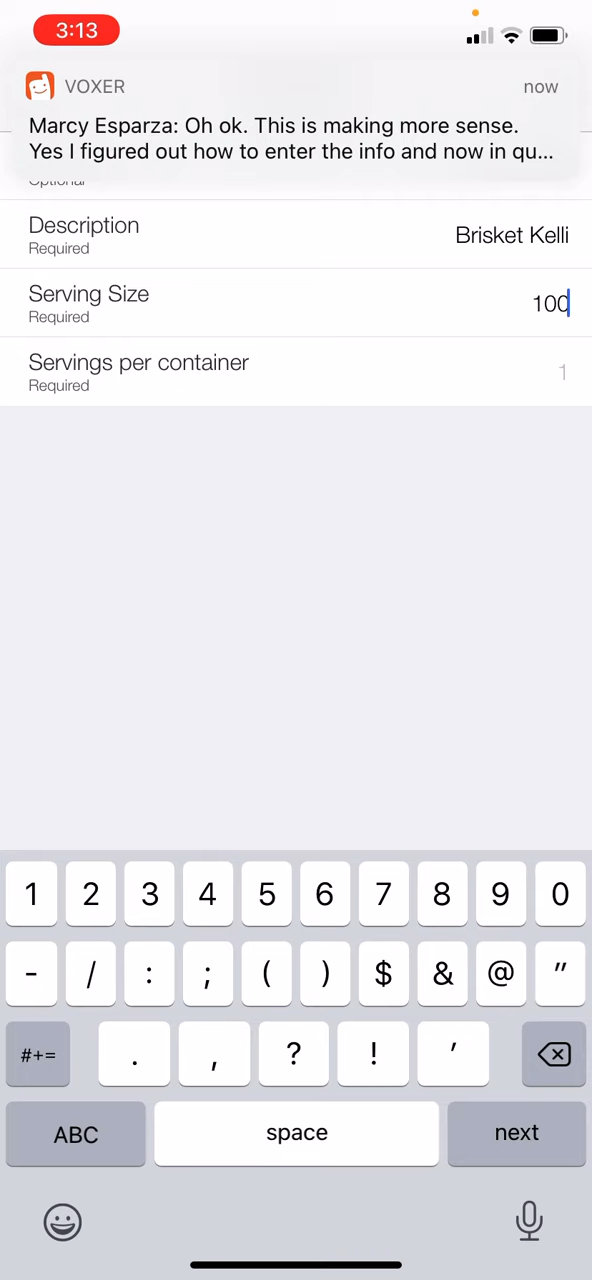 3:13
VOXER
now
Marcy Esparza: Oh ok. This is making more sense.
Yes I figured out how to enter the info and now in qu...
Optional
Description
Required
Brisket Kelli
Serving Size
Required
100
Servings per container
Required
1
1 2 3 4 5 6 7 8 9 0
- / : ; ( ) $ & @ "
#+= . , ? ! '
ABC space next